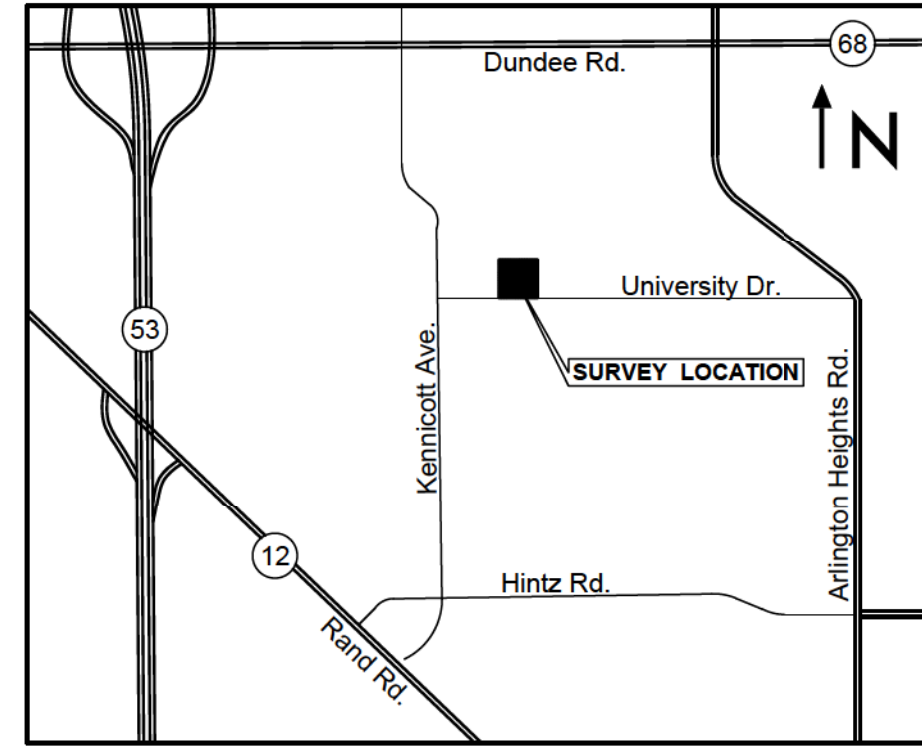 68
Dundee Rd.
N
University Dr.
53
SURVEY LOCATION
Kennicott Ave.
Arlington Heights Rd.
12
Hintz Rd.
Rand Rd.